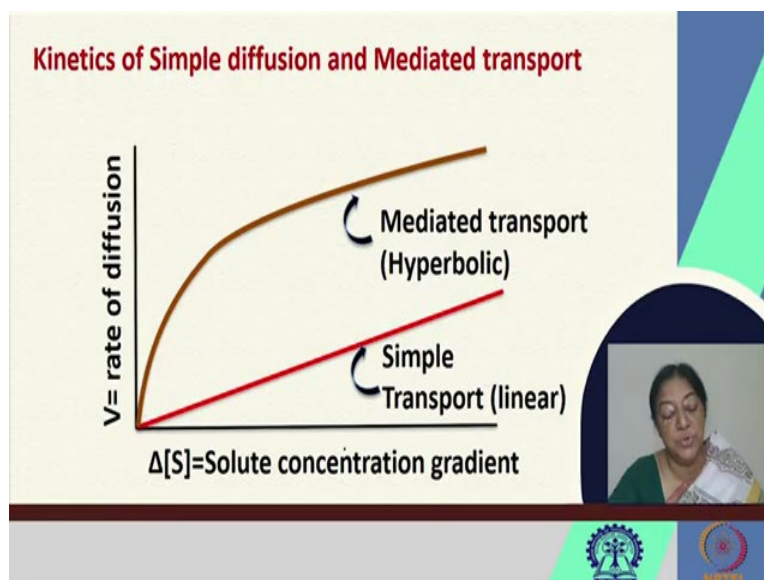 Kinetics of Simple diffusion and Mediated transport
V= rate of diffusion
Mediated transport
(Hyperbolic)
Simple
Transport (linear)
Δ[S]=Solute concentration gradient